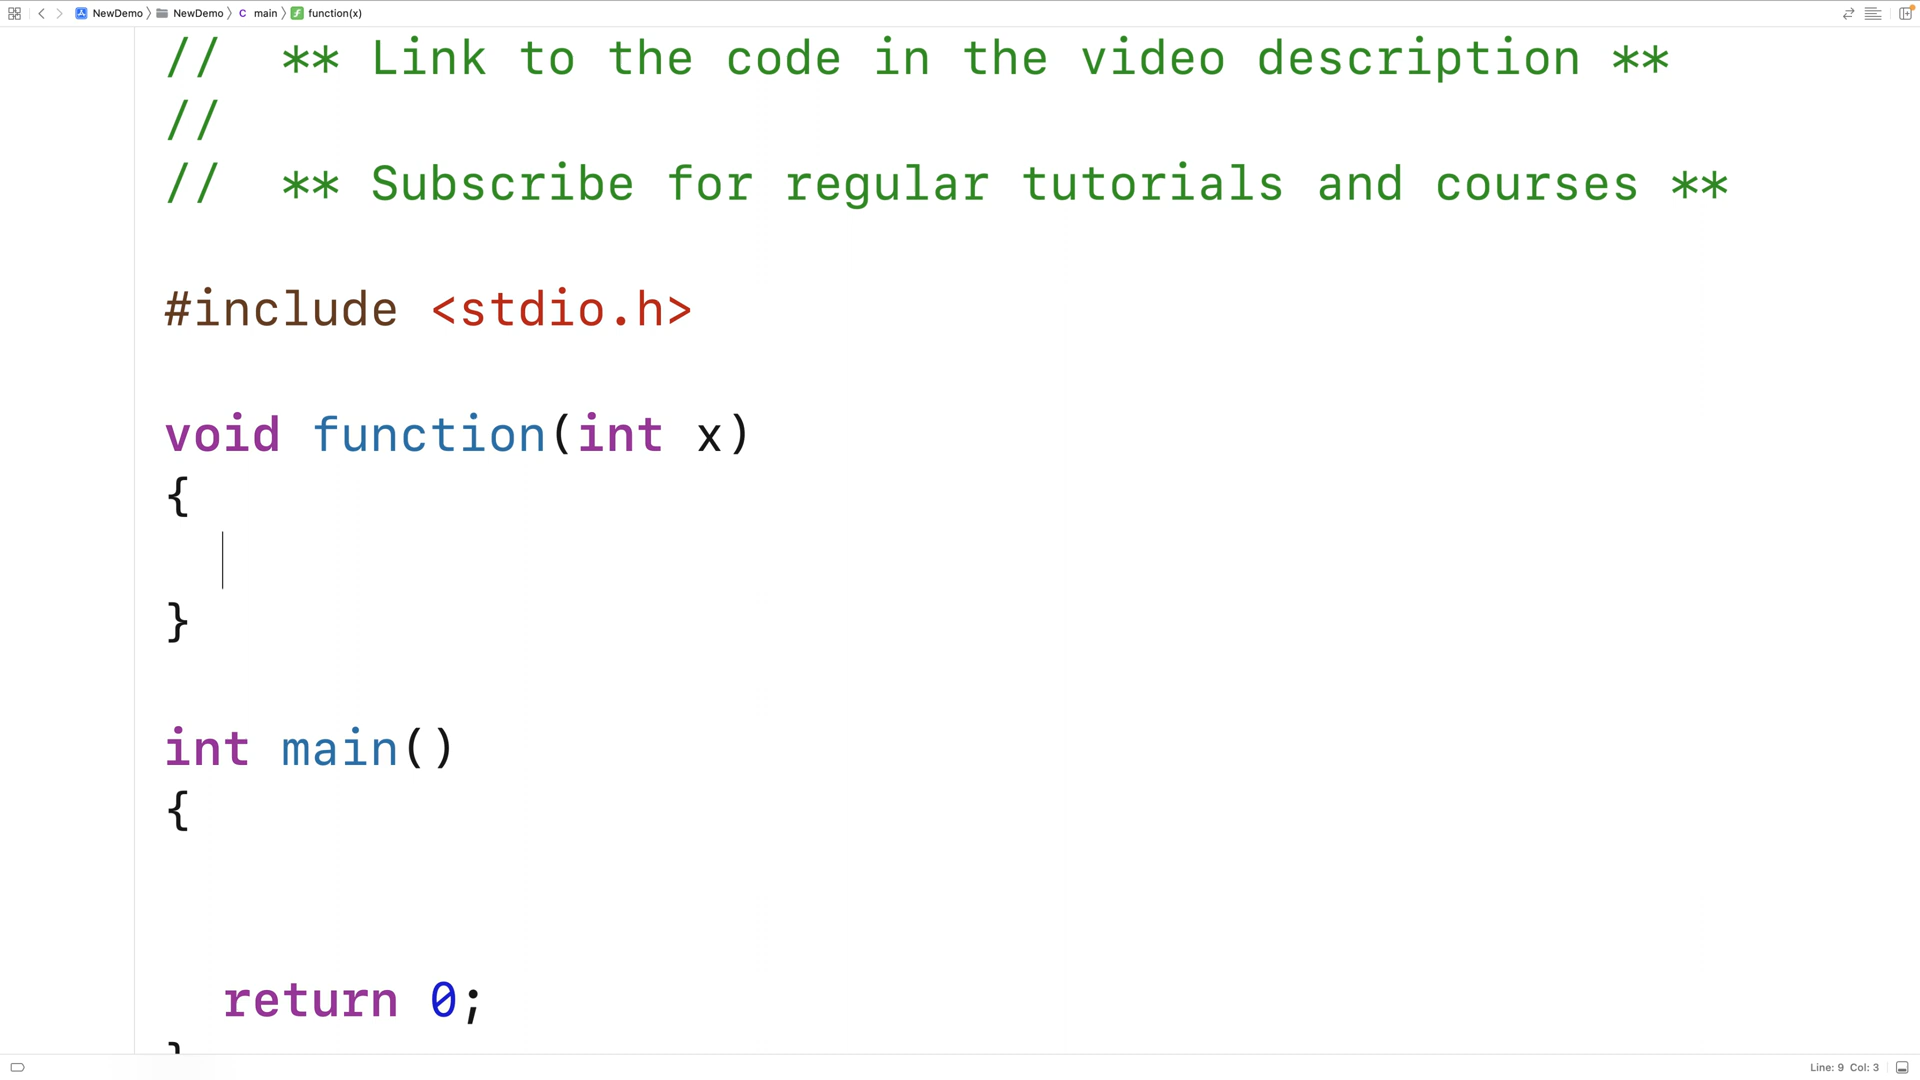 NewDemo NewDemo C main f function(x)
//  ** Link to the code in the video description **
//
//  ** Subscribe for regular tutorials and courses **
#include <stdio.h>
void function(int x)
{
}
int main()
{
  return 0;
}
Line: 9 Col: 3